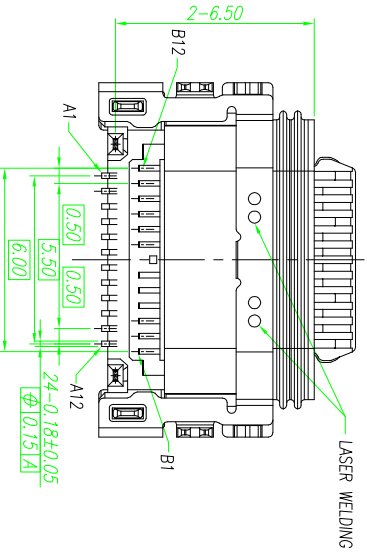 2-6.50
B12
A1
0.50
0.50
5.50
6.00
A12
B1
24-0.18±0.05
⌖ 0.15 A
LASER WELDING